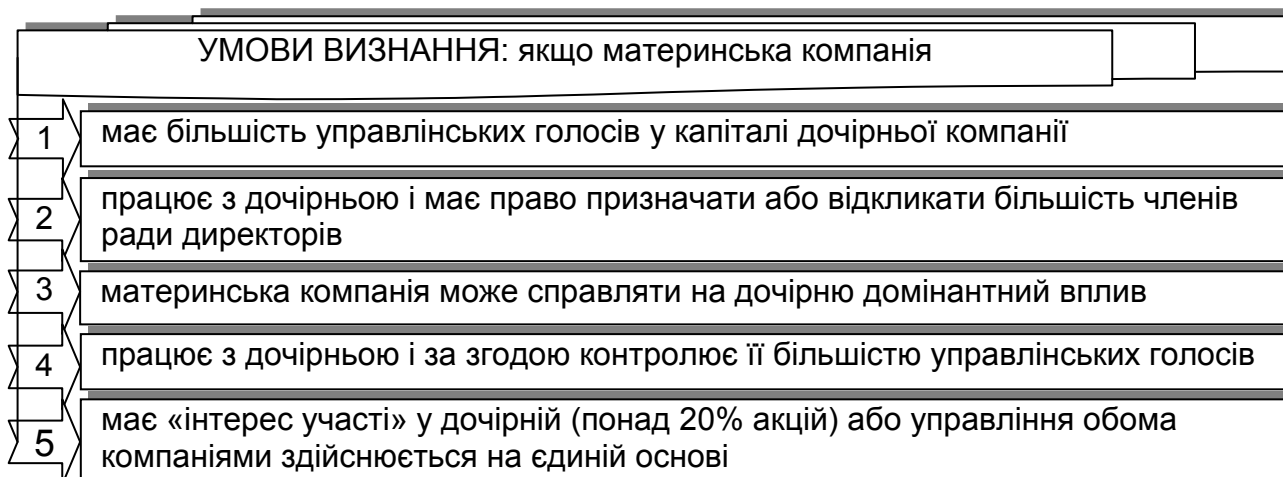 УМОВИ ВИЗНАННЯ: якщо материнська компанія
1 має більшість управлінських голосів у капіталі дочірньої компанії
2 працює з дочірньою і має право призначати або відкликати більшість членів
ради директорів
3 материнська компанія може справляти на дочірню домінантний вплив
4 працює з дочірньою і за згодою контролює її більшістю управлінських голосів
5 має «інтерес участі» у дочірній (понад 20% акцій) або управління обома
компаніями здійснюється на єдиній основі